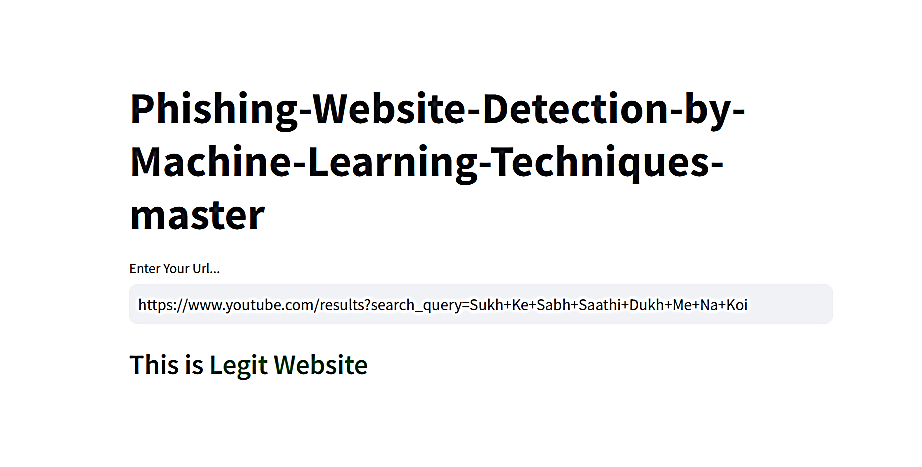 Phishing-Website-Detection-by-
Machine-Learning-Techniques-
master
Enter Your Url...
https://www.youtube.com/results?search_query=Sukh+Ke+Sabh+Saathi+Dukh+Me+Na+Koi
This is Legit Website